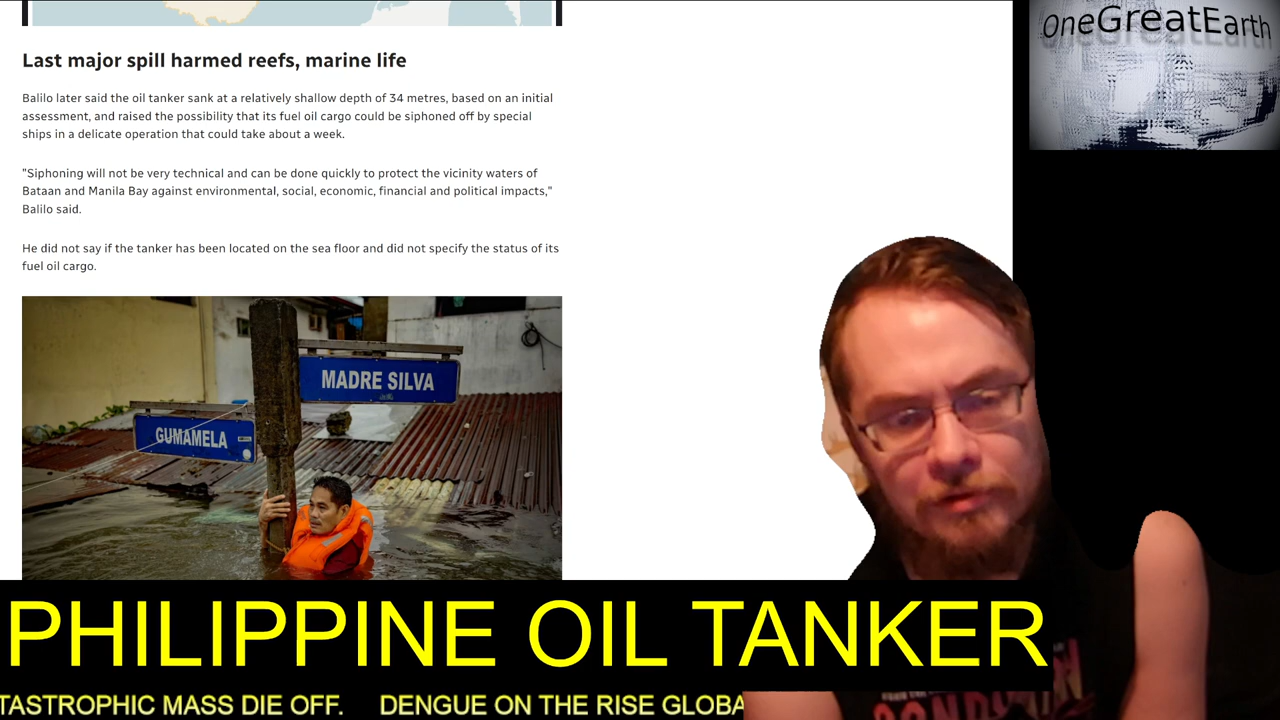 OneGreatEarth
Last major spill harmed reefs, marine life
Balilo later said the oil tanker sank at a relatively shallow depth of 34 metres, based on an initial
assessment, and raised the possibility that its fuel oil cargo could be siphoned off by special
ships in a delicate operation that could take about a week.
"Siphoning will not be very technical and can be done quickly to protect the vicinity waters of
Bataan and Manila Bay against environmental, social, economic, financial and political impacts,"
Balilo said.
He did not say if the tanker has been located on the sea floor and did not specify the status of its
fuel oil cargo.
MADRE SILVA
GUMAMELA
PHILIPPINE OIL TANKER
TASTROPHIC MASS DIE OFF. DENGUE ON THE RISE GLOBA